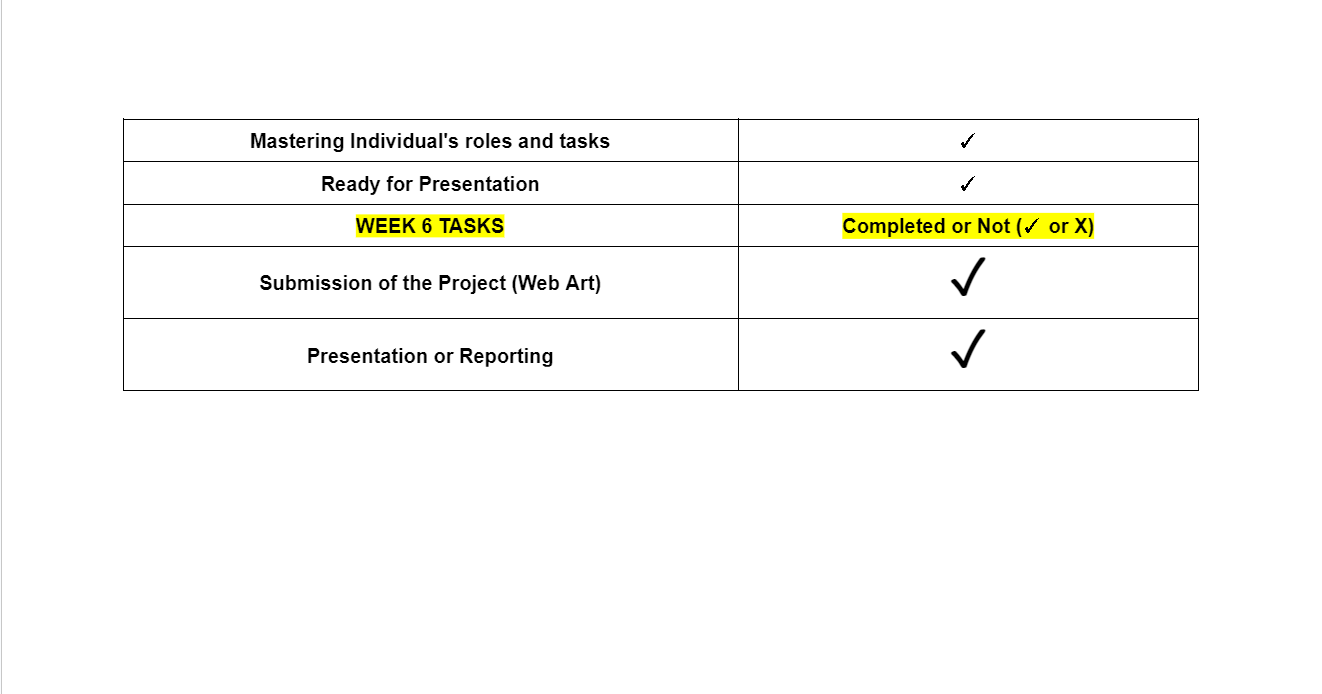 Mastering Individual's roles and tasks ✓
Ready for Presentation ✓
WEEK 6 TASKS Completed or Not (✓ or X)
Submission of the Project (Web Art) ✓
Presentation or Reporting ✓